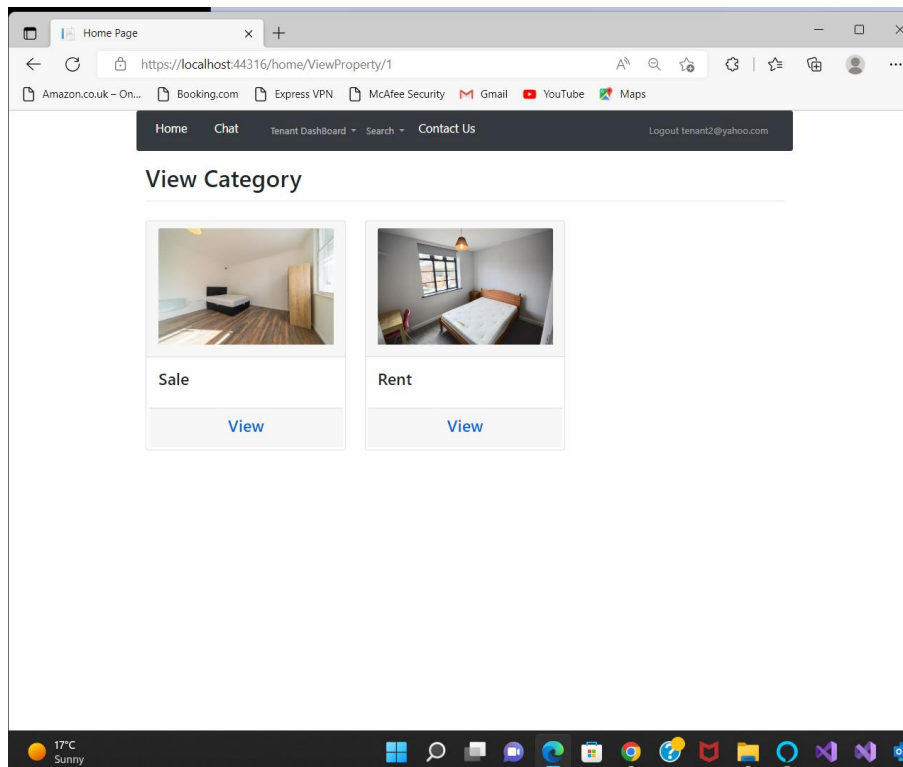 Home Page
https://localhost:44316/home/ViewProperty/1
Amazon.co.uk – On... Booking.com Express VPN McAfee Security Gmail YouTube Maps
Home Chat Tenant DashBoard Search Contact Us Logout tenant2@yahoo.com
View Category
Sale Rent
View View
17°C
Sunny